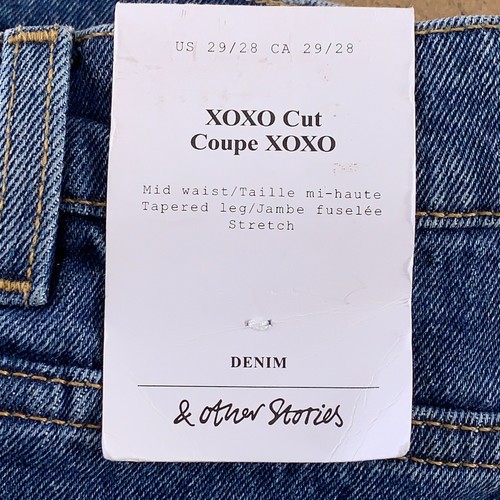 US 29/28 CA 29/28
XOXO Cut
Coupe XOXO
Mid waist/Taille mi-haute
Tapered leg/Jambe fuselée
Stretch
DENIM
& other Stories